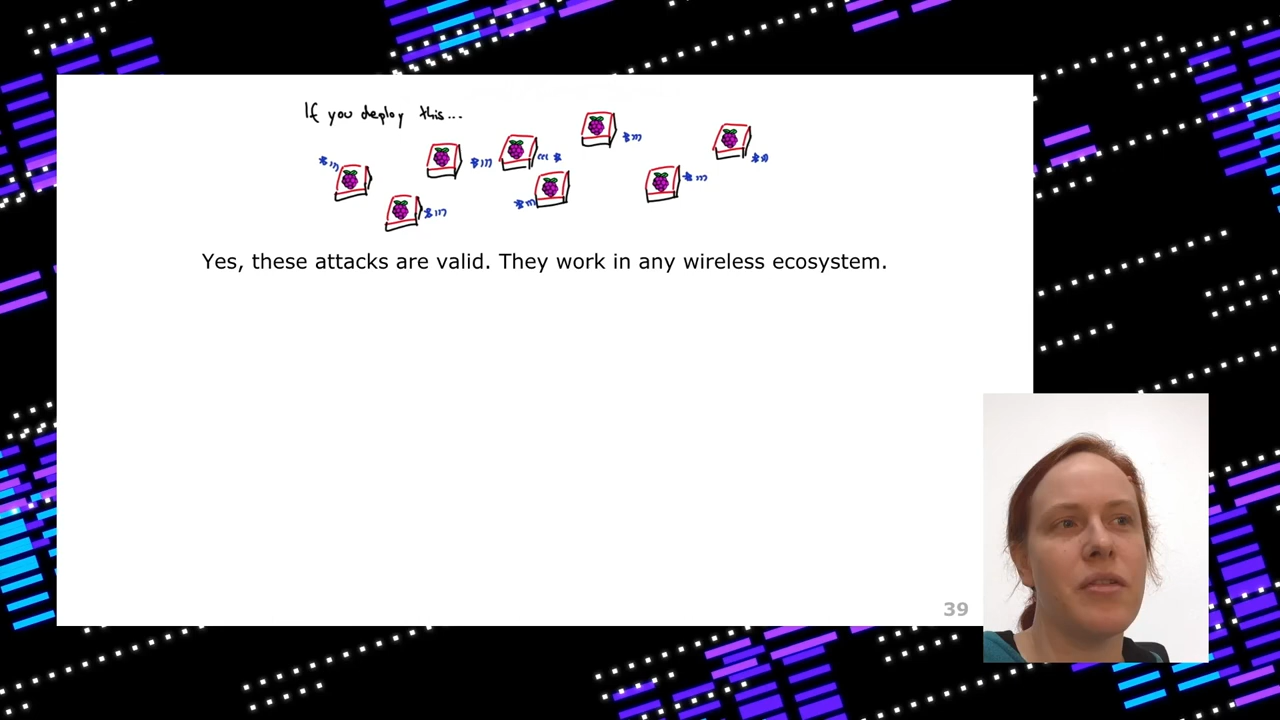 If you deploy this...
Yes, these attacks are valid. They work in any wireless ecosystem.
39